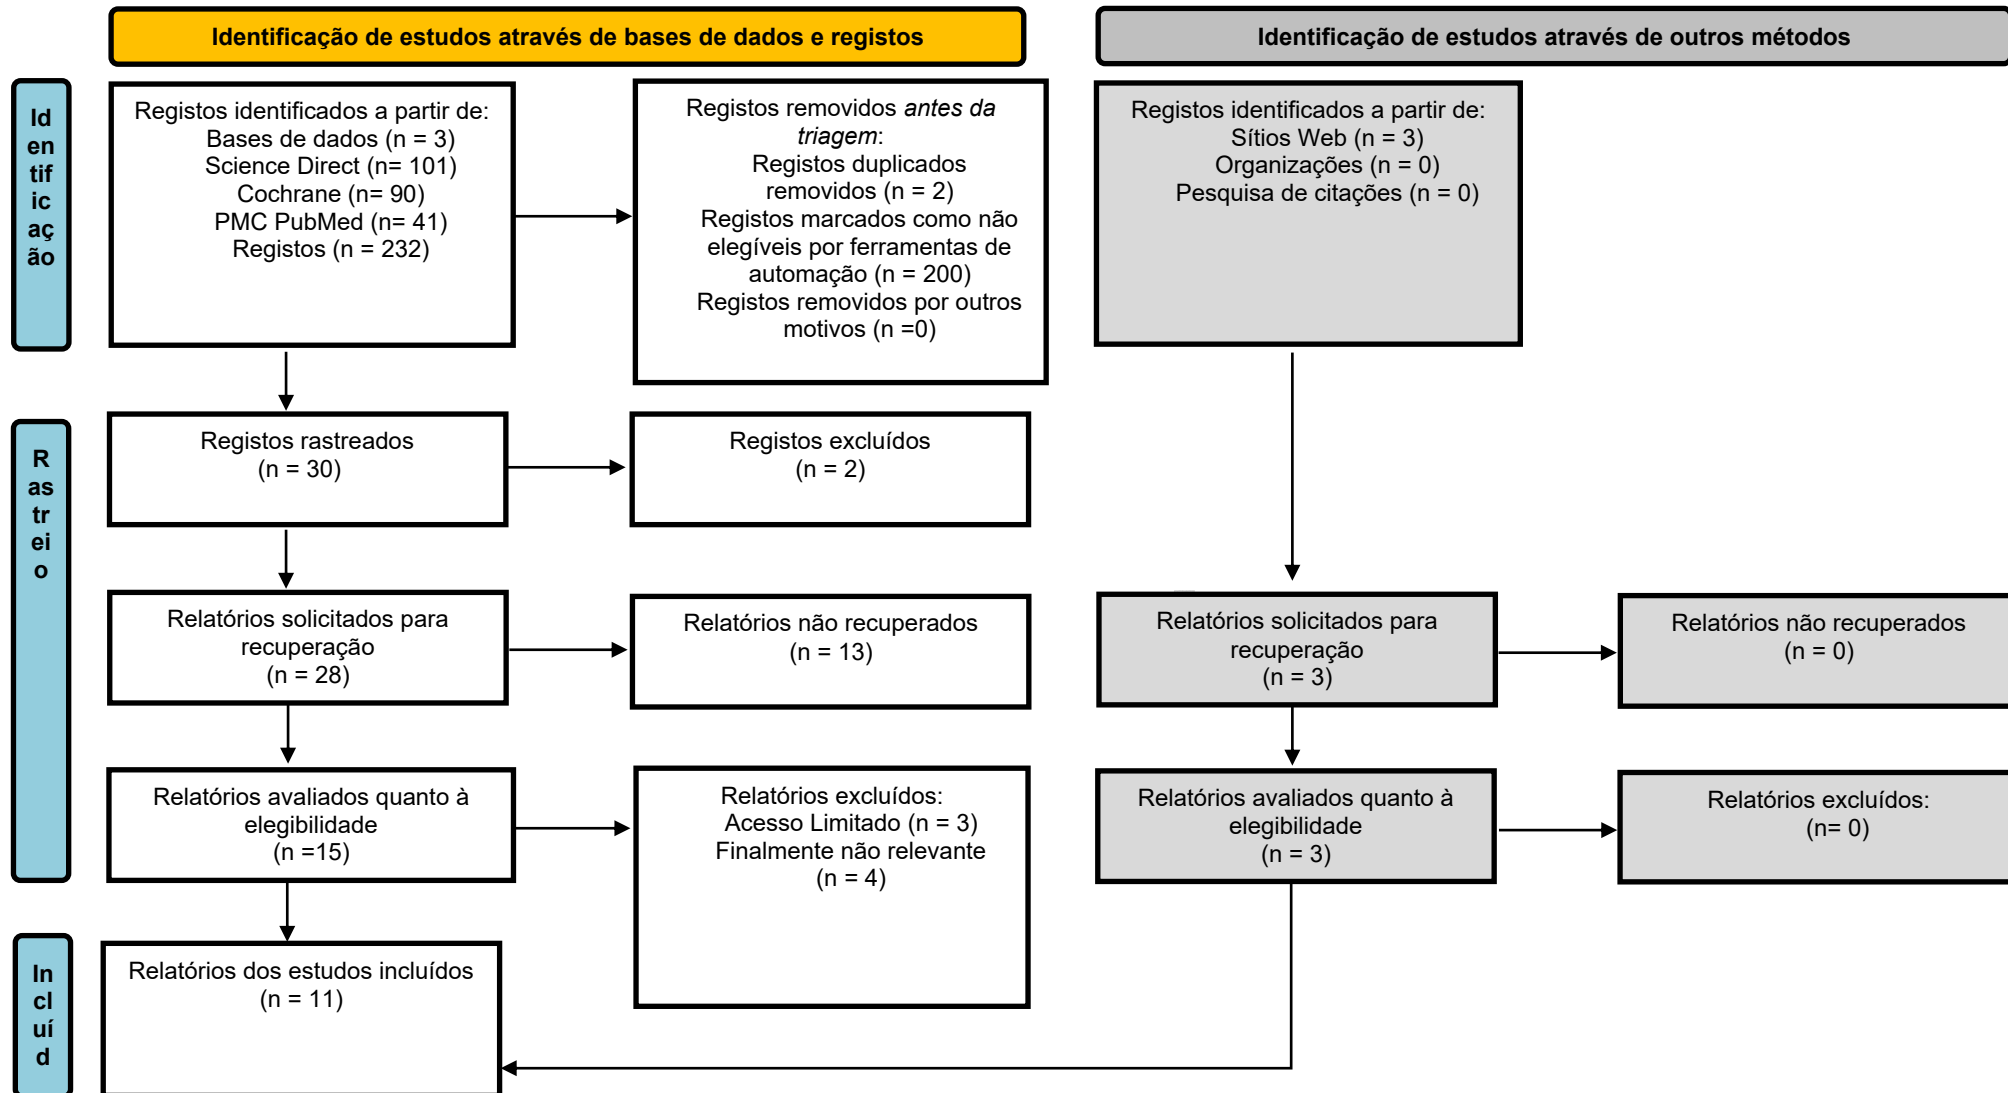 Identificação de estudos através de bases de dados e registos
Identificação de estudos através de outros métodos
Id
en
tif
ic
aç
ão
Registos identificados a partir de:
Bases de dados (n = 3)
Science Direct (n= 101)
Cochrane (n= 90)
PMC PubMed (n= 41)
Registos (n = 232)
Registos removidos antes da
triagem:
Registos duplicados
removidos (n = 2)
Registos marcados como não
elegíveis por ferramentas de
automação (n = 200)
Registos removidos por outros
motivos (n =0)
Registos identificados a partir de:
Sítios Web (n = 3)
Organizações (n = 0)
Pesquisa de citações (n = 0)
R
as
tr
ei
o
Registos rastreados
(n = 30)
Registos excluídos
(n = 2)
Relatórios solicitados para
recuperação
(n = 28)
Relatórios não recuperados
(n = 13)
Relatórios solicitados para
recuperação
(n = 3)
Relatórios não recuperados
(n = 0)
Relatórios avaliados quanto à
elegibilidade
(n =15)
Relatórios excluídos:
Acesso Limitado (n = 3)
Finalmente não relevante
(n = 4)
Relatórios avaliados quanto à
elegibilidade
(n = 3)
Relatórios excluídos:
(n= 0)
In
cl
uí
d
Relatórios dos estudos incluídos
(n = 11)